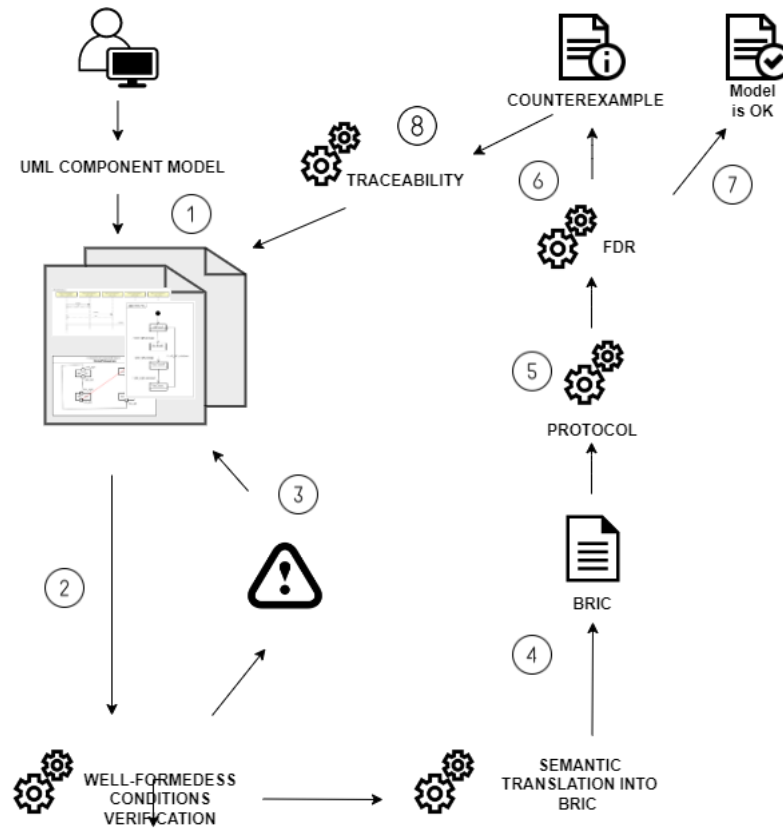 COUNTEREXAMPLE
Model
is OK
8
TRACEABILITY
UML COMPONENT MODEL
1
6
7
FDR
5
PROTOCOL
3
2
BRIC
4
WELL-FORMEDESS
CONDITIONS
VERIFICATION
SEMANTIC
TRANSLATION INTO
BRIC